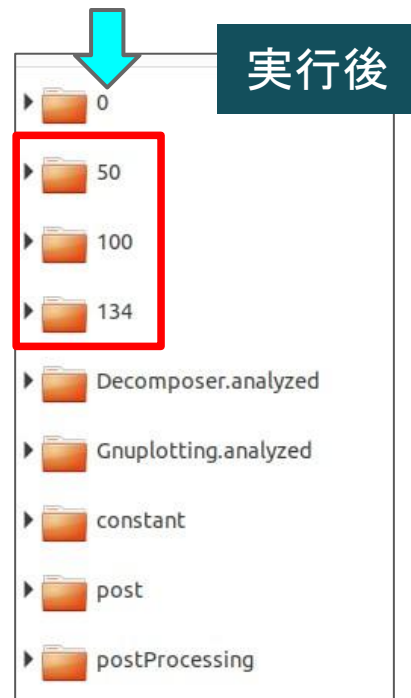 実行後
0
50
100
134
Decomposer.analyzed
Gnuplotting.analyzed
constant
post
postProcessing